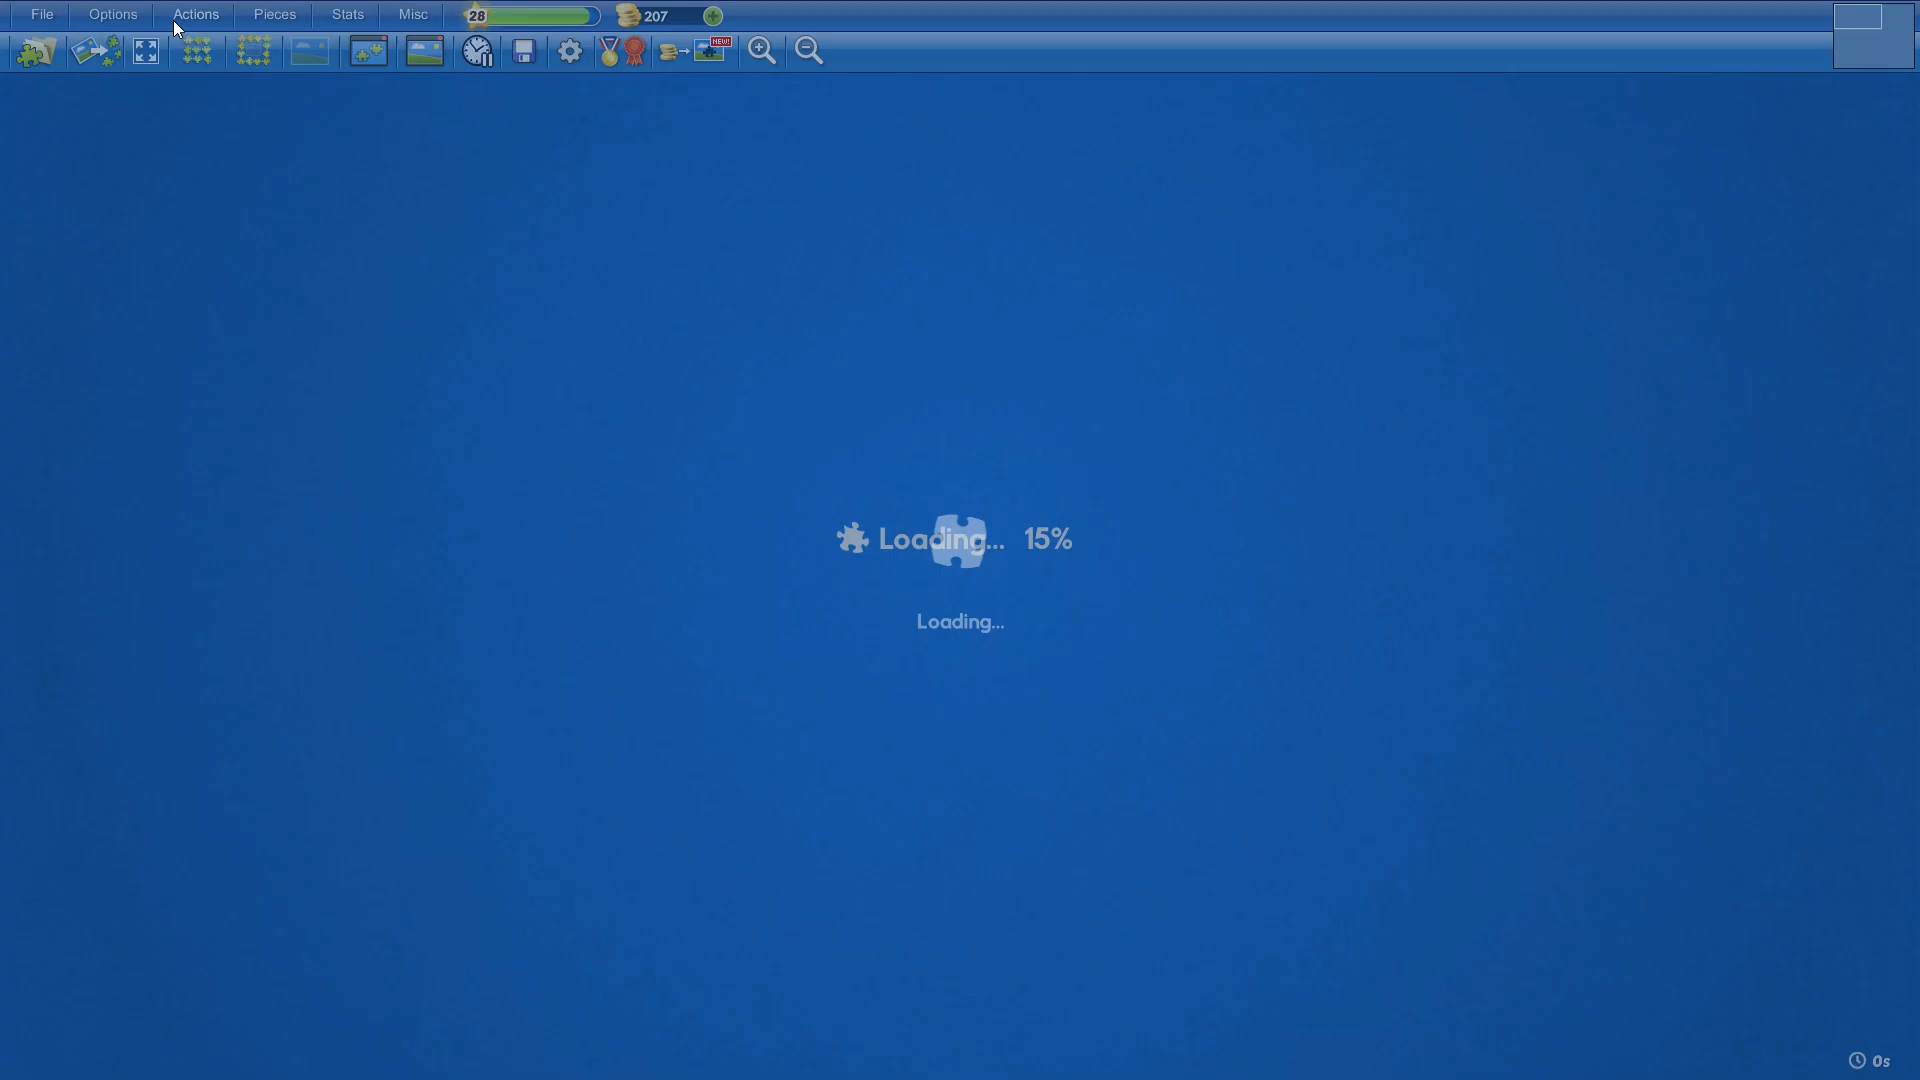 File Options Actions Pieces Stats Misc 28 207
NEW!
Loading... 15%
Loading...
0s